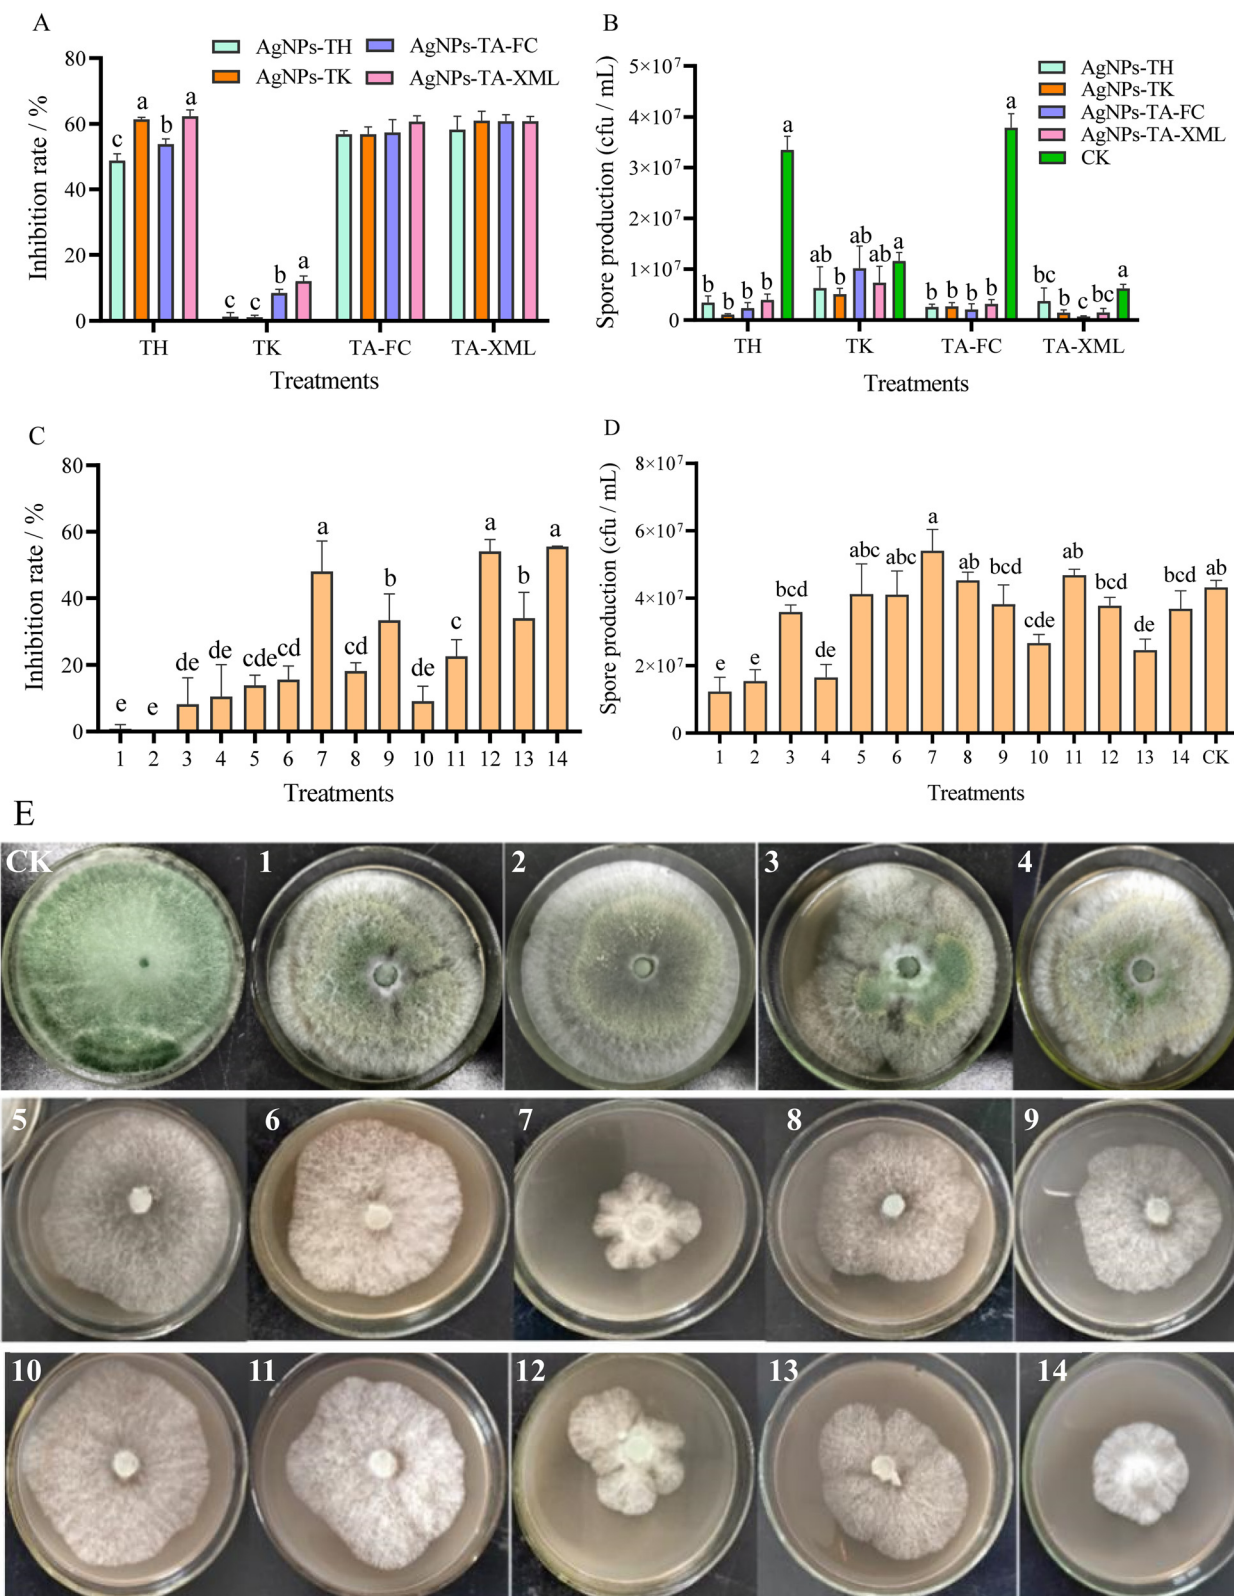 A
AgNPs-TH
AgNPs-TA-FC
AgNPs-TK
AgNPs-TA-XML
Inhibition rate / %
80
60
40
20
0
c
a
b
a
c
c
b
a
TH
TK
TA-FC
TA-XML
Treatments
B
AgNPs-TH
AgNPs-TK
AgNPs-TA-FC
AgNPs-TA-XML
CK
Spore production (cfu / mL)
5×10⁷
4×10⁷
3×10⁷
2×10⁷
1×10⁷
0
b
b
b
b
a
ab
b
ab
ab
a
b
b
b
b
a
bc
b
c
bc
a
TH
TK
TA-FC
TA-XML
Treatments
C
Inhibition rate / %
80
60
40
20
0
e
e
de
de
cde
cd
a
cd
b
de
c
a
b
a
1 2 3 4 5 6 7 8 9 10 11 12 13 14
Treatments
D
Spore production (cfu / mL)
8×10⁷
6×10⁷
4×10⁷
2×10⁷
0
e
e
bcd
de
abc
abc
a
ab
bcd
cde
ab
bcd
de
bcd
ab
1 2 3 4 5 6 7 8 9 10 11 12 13 14 CK
Treatments
E
CK
1
2
3
4
5
6
7
8
9
10
11
12
13
14